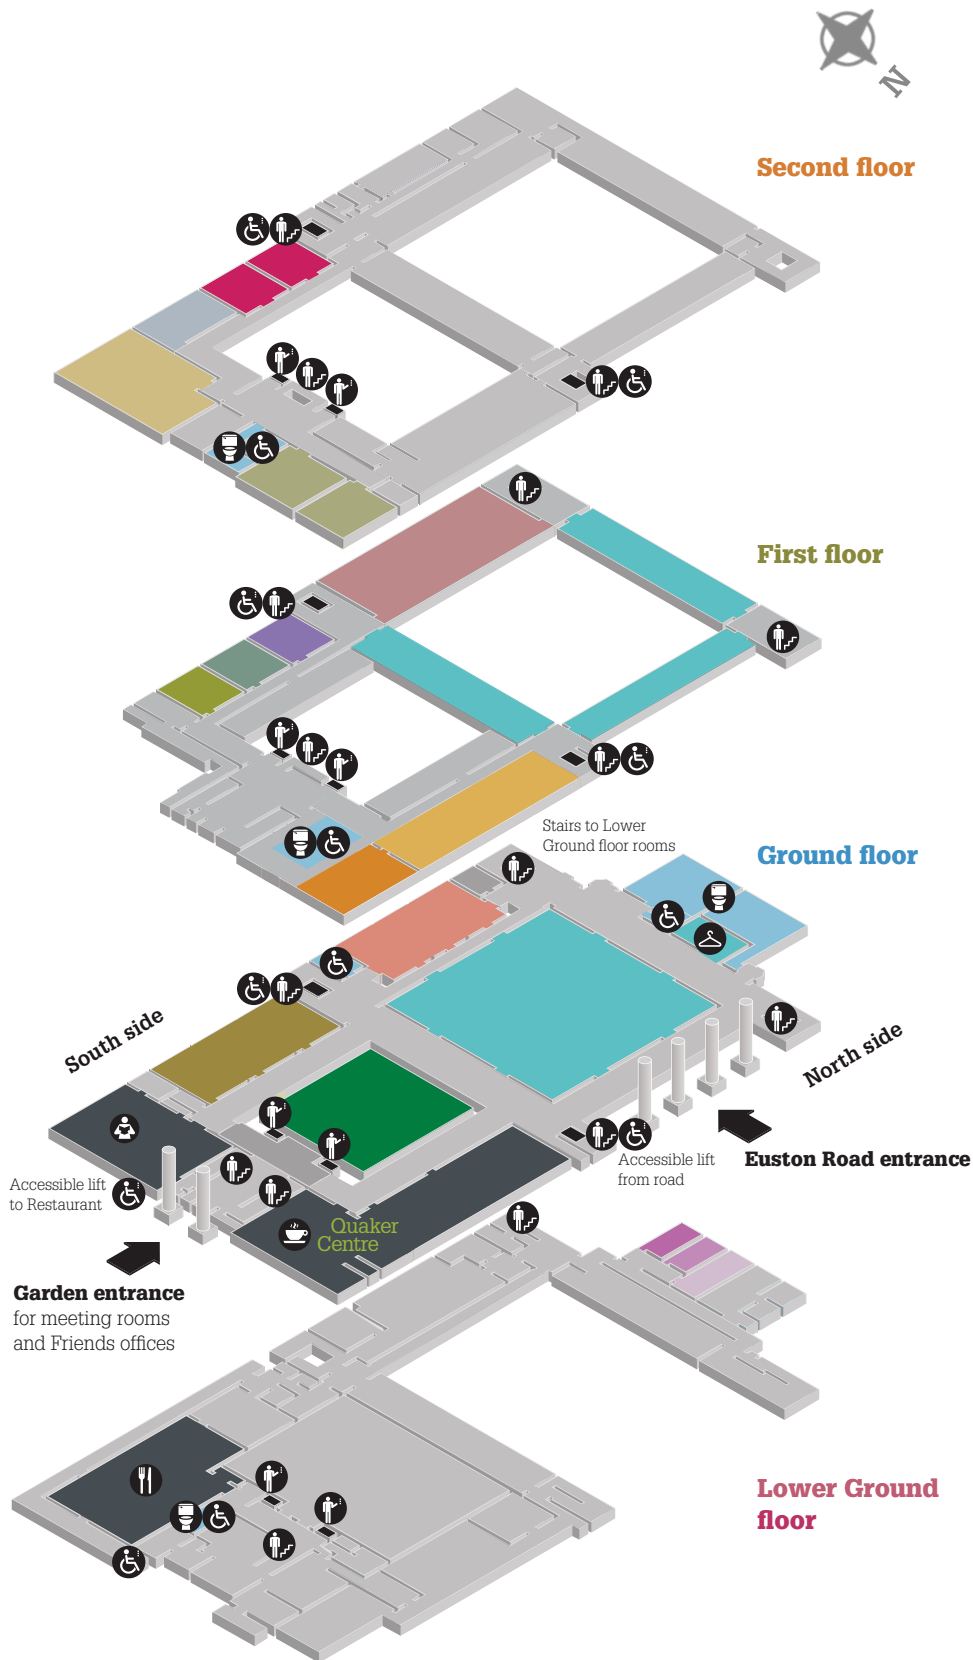 N
Second floor
First floor
Stairs to Lower
Ground floor rooms
Ground floor
South side
North side
Accessible lift
to Restaurant
Accessible lift
from road
Euston Road entrance
Quaker
Centre
Garden entrance
for meeting rooms
and Friends offices
Lower Ground
floor